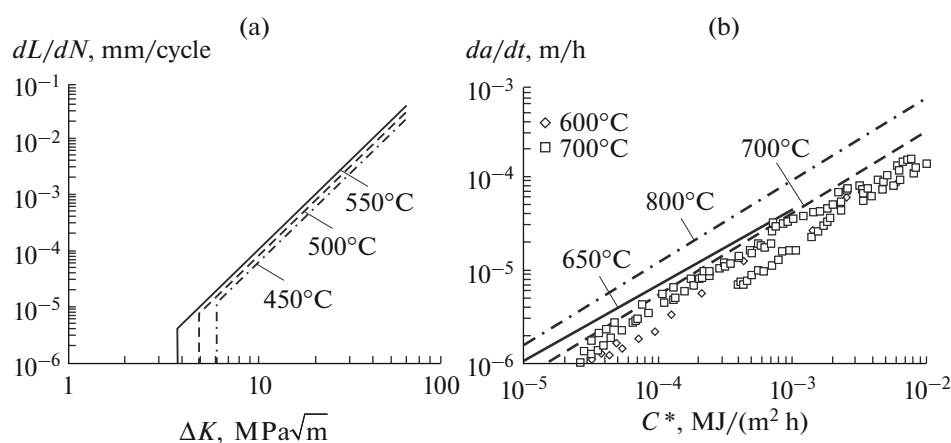 (a)
dL/dN, mm/cycle
10⁻¹
10⁻²
10⁻³
10⁻⁴
10⁻⁵
10⁻⁶
550°C
500°C
450°C
1
10
100
ΔK, MPa√m
(b)
da/dt, m/h
10⁻³
10⁻⁴
10⁻⁵
10⁻⁶
600°C
700°C
700°C
800°C
650°C
10⁻⁵
10⁻⁴
10⁻³
10⁻²
C*, MJ/(m² h)